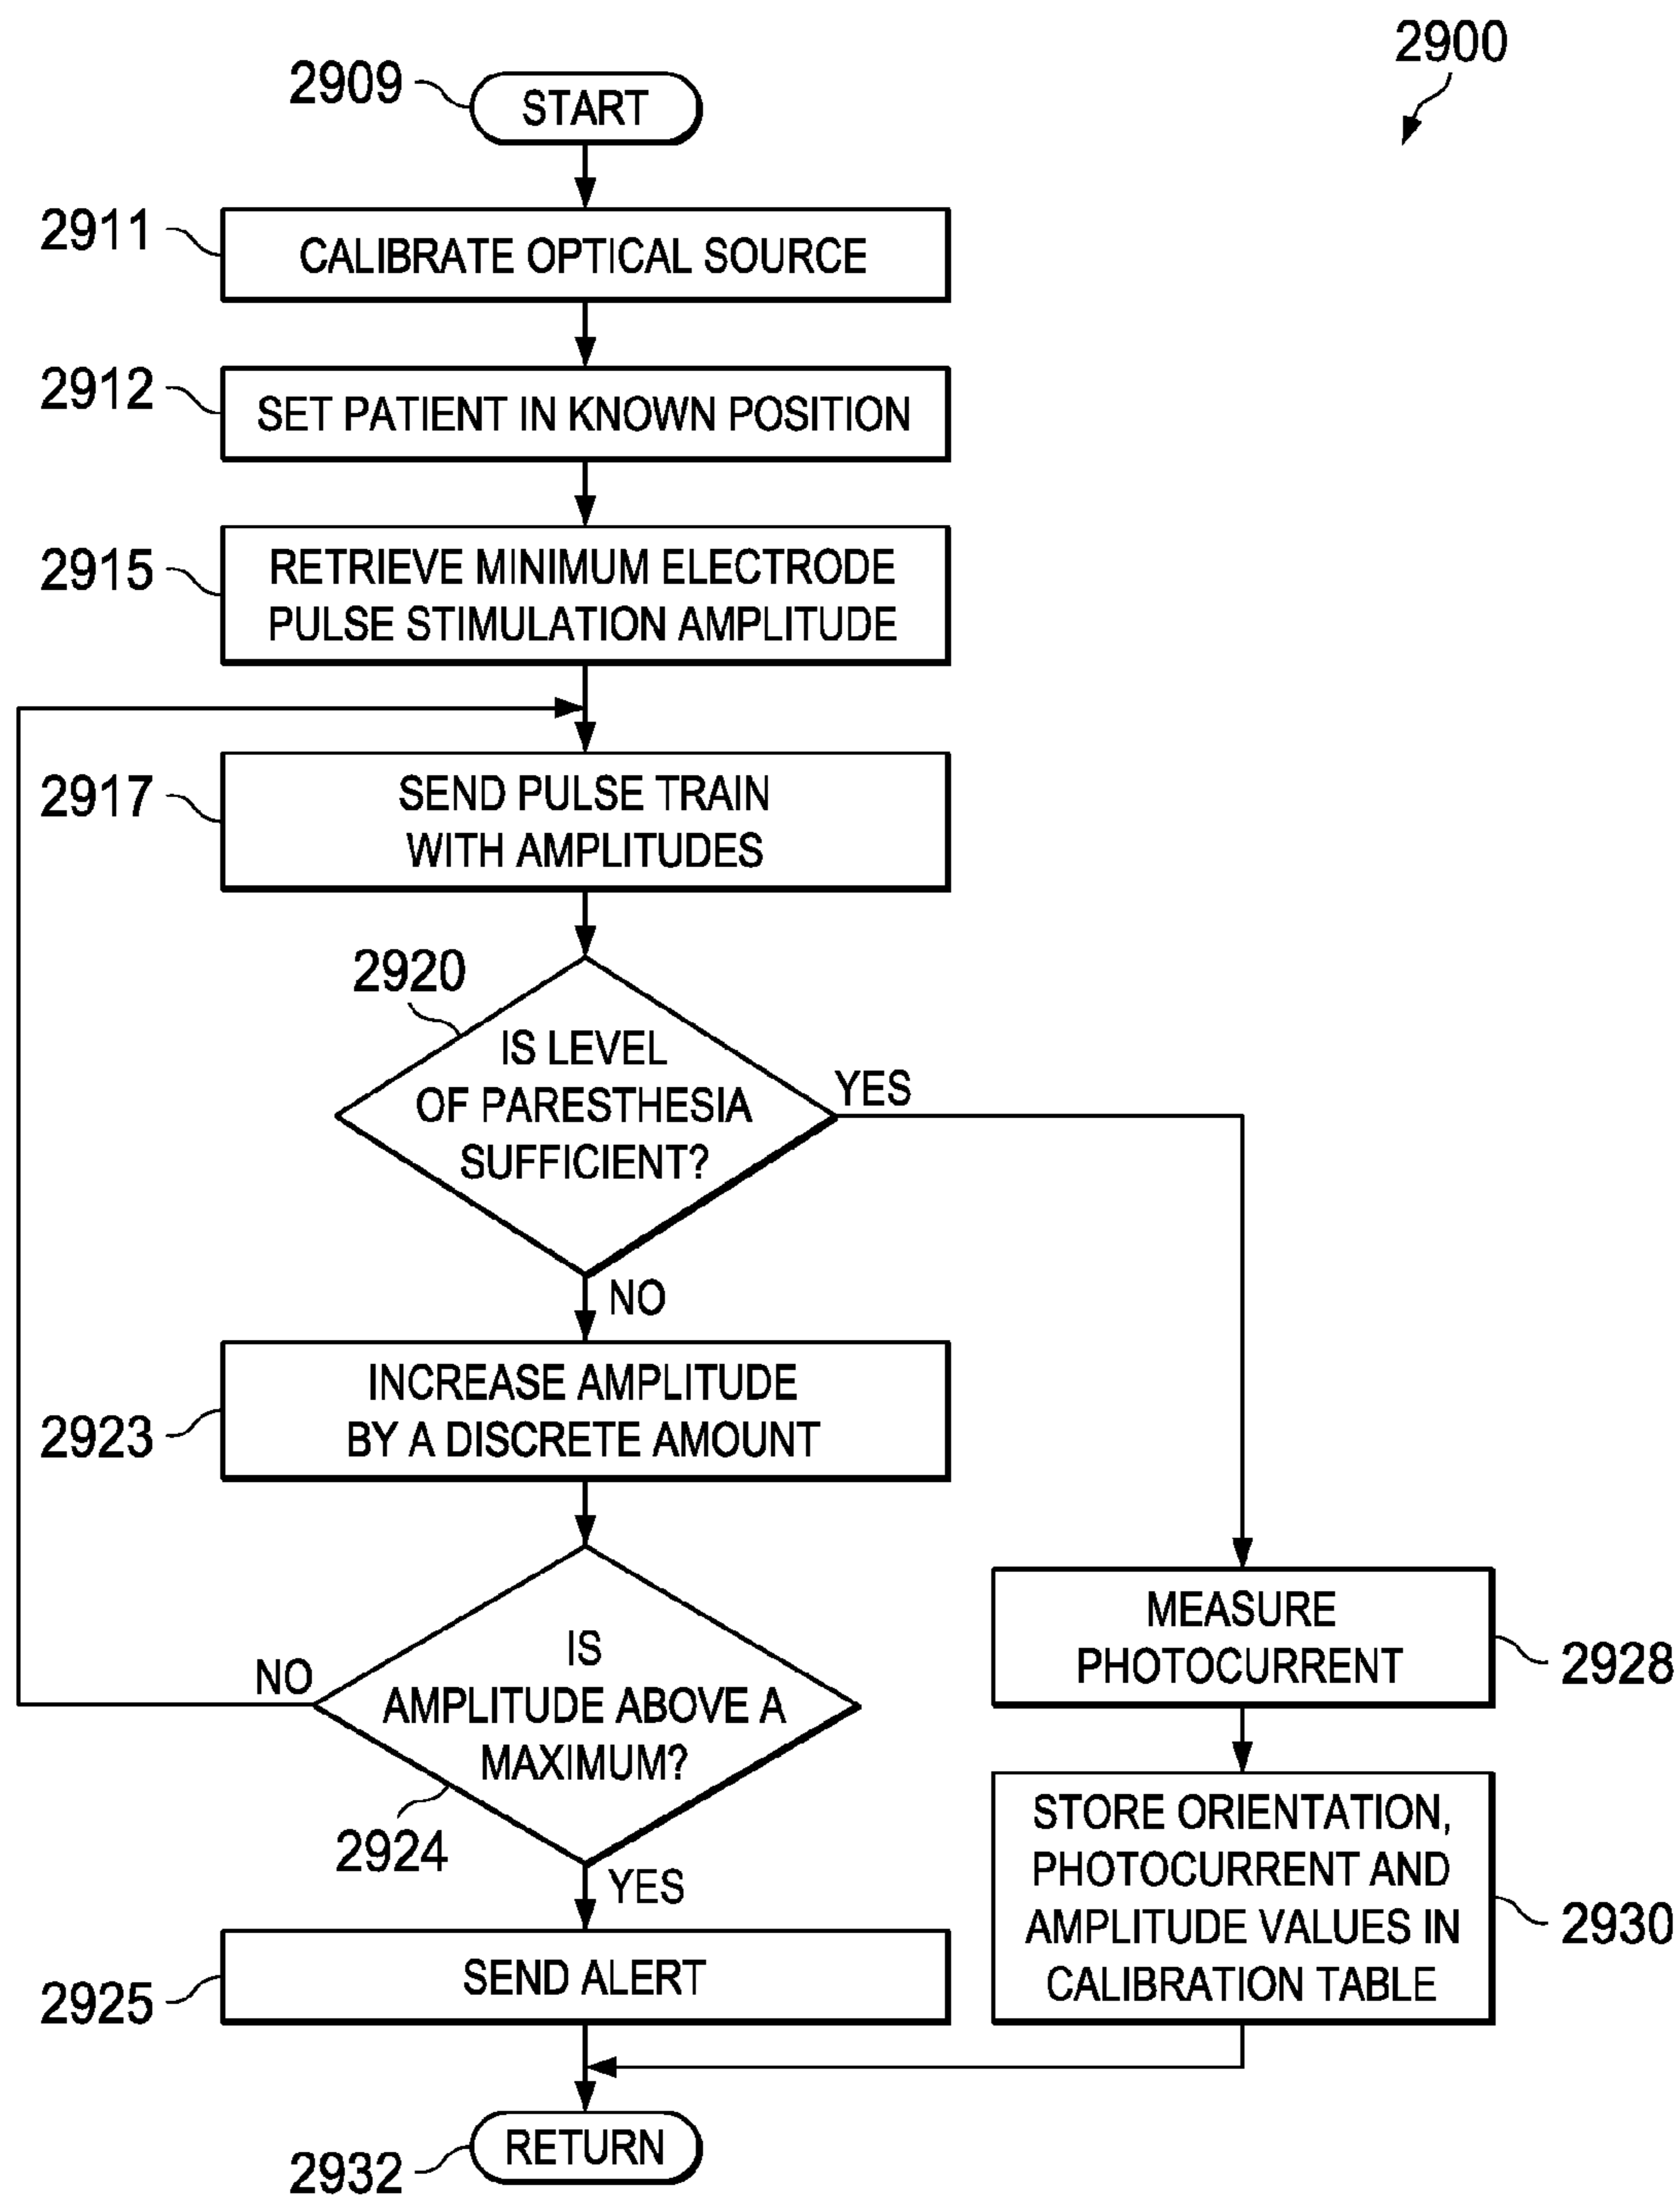 2900
2909
START
2911
CALIBRATE OPTICAL SOURCE
2912
SET PATIENT IN KNOWN POSITION
2915
RETRIEVE MINIMUM ELECTRODE
PULSE STIMULATION AMPLITUDE
2917
SEND PULSE TRAIN
WITH AMPLITUDES
2920
IS LEVEL
OF PARESTHESIA
SUFFICIENT?
YES
NO
INCREASE AMPLITUDE
BY A DISCRETE AMOUNT
2923
IS
AMPLITUDE ABOVE A
MAXIMUM?
NO
2924
YES
SEND ALERT
2925
MEASURE
PHOTOCURRENT
2928
STORE ORIENTATION,
PHOTOCURRENT AND
AMPLITUDE VALUES IN
CALIBRATION TABLE
2930
RETURN
2932